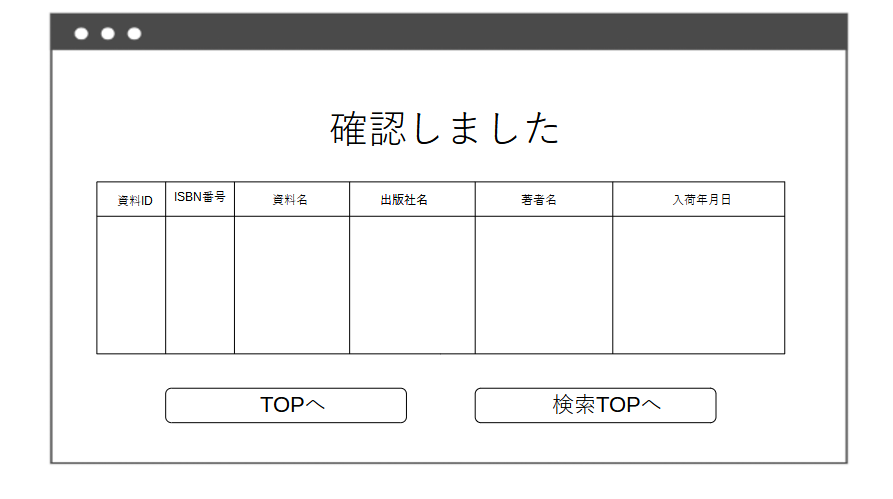 確認しました
資料ID
ISBN番号
資料名
出版社名
著者名
入荷年月日
TOPへ
検索TOPへ